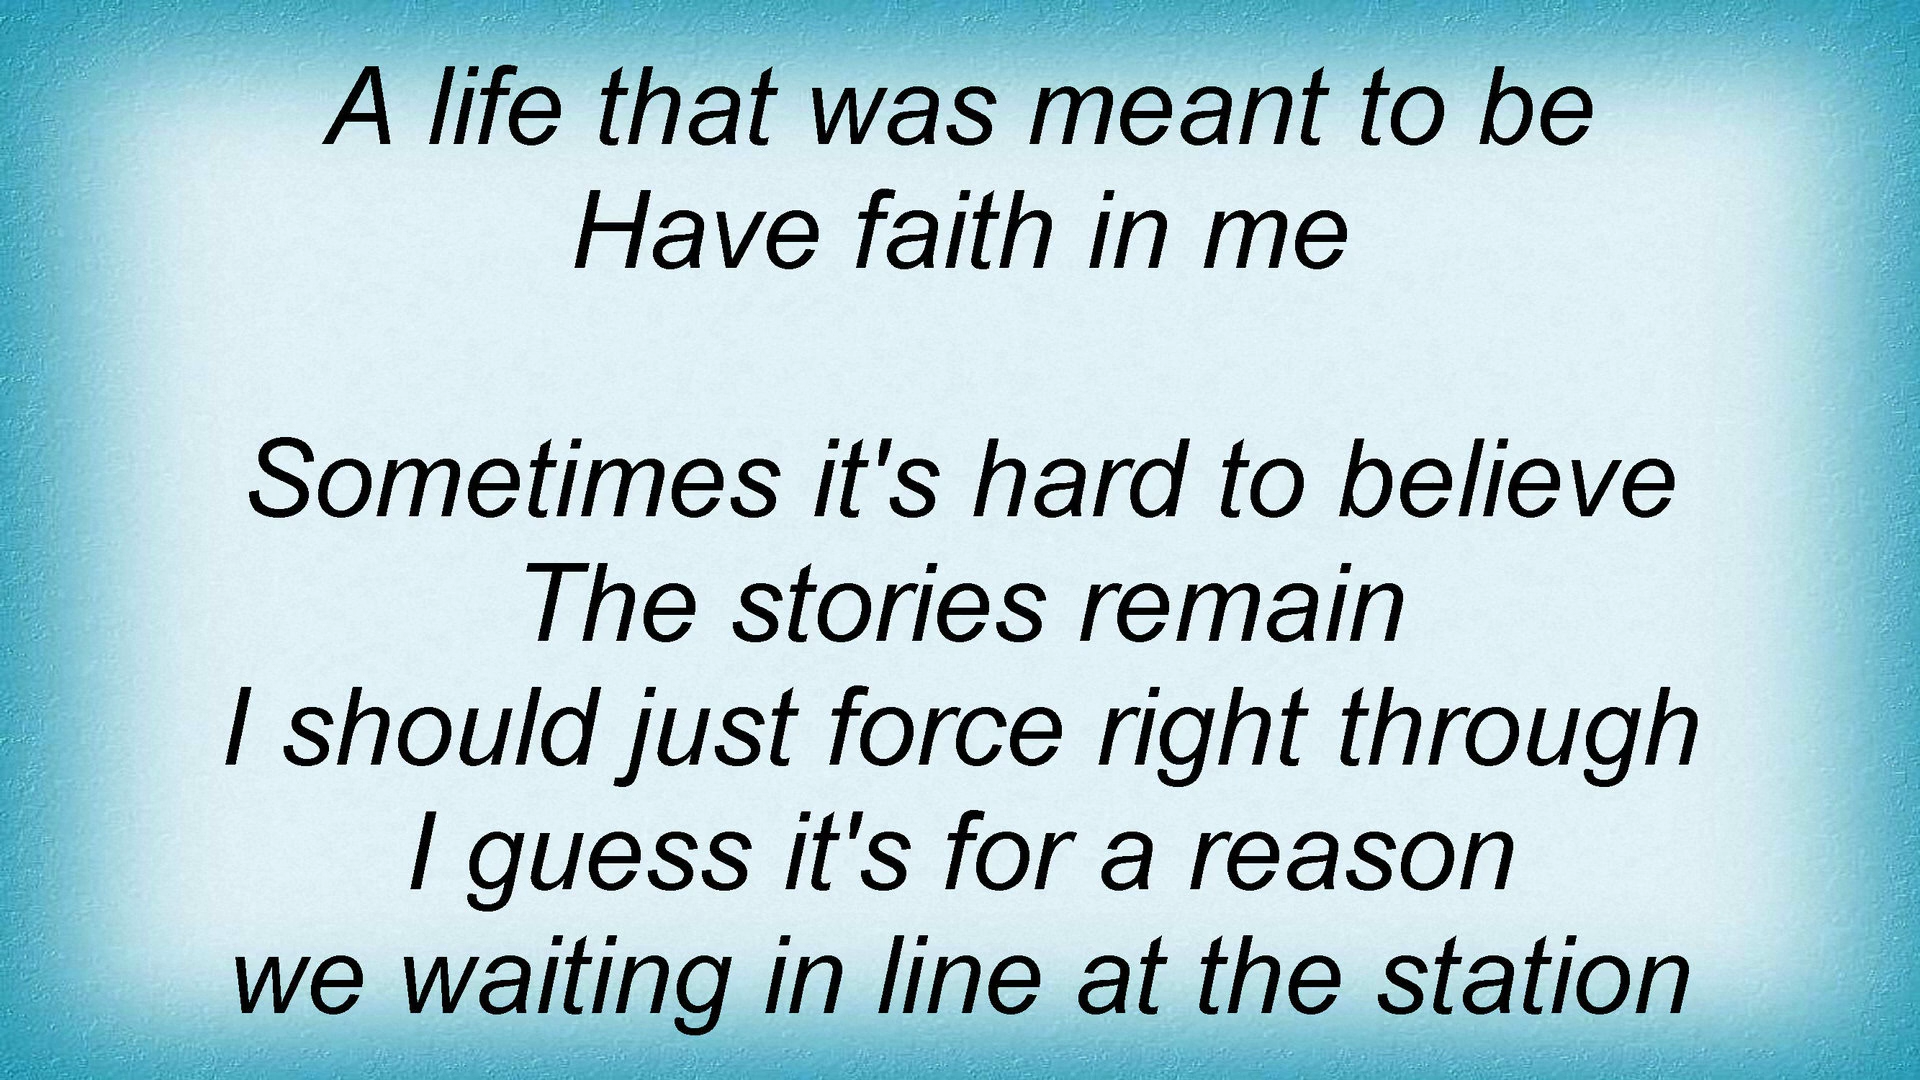 A life that was meant to be
Have faith in me
Sometimes it's hard to believe
The stories remain
I should just force right through
I guess it's for a reason
we waiting in line at the station